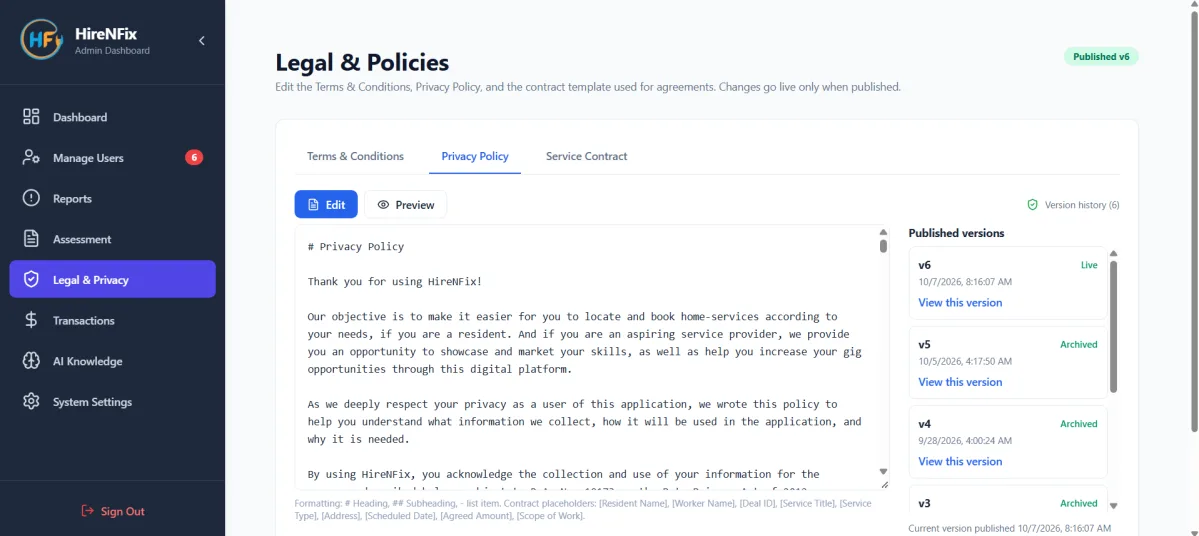 HireNFix
Admin Dashboard
Dashboard
Manage Users
6
Reports
Assessment
Legal & Privacy
Transactions
AI Knowledge
System Settings
Sign Out
Legal & Policies
Published v6
Edit the Terms & Conditions, Privacy Policy, and the contract template used for agreements. Changes go live only when published.
Terms & Conditions
Privacy Policy
Service Contract
Edit
Preview
Version history (6)
# Privacy Policy
Thank you for using HireNFix!
Our objective is to make it easier for you to locate and book home-services according to
your needs, if you are a resident. And if you are an aspiring service provider, we provide
you an opportunity to showcase and market your skills, as well as help you increase your gig
opportunities through this digital platform.
As we deeply respect your privacy as a user of this application, we wrote this policy to
help you understand what information we collect, how it will be used in the application, and
why it is needed.
By using HireNFix, you acknowledge the collection and use of your information for the
Formatting: # Heading, ## Subheading, - list item. Contract placeholders: [Resident Name], [Worker Name], [Deal ID], [Service Title], [Service
Type], [Address], [Scheduled Date], [Agreed Amount], [Scope of Work].
Published versions
v6
Live
10/7/2026, 8:16:07 AM
View this version
v5
Archived
10/5/2026, 4:17:50 AM
View this version
v4
Archived
9/28/2026, 4:00:24 AM
View this version
v3
Archived
Current version published 10/7/2026, 8:16:07 AM